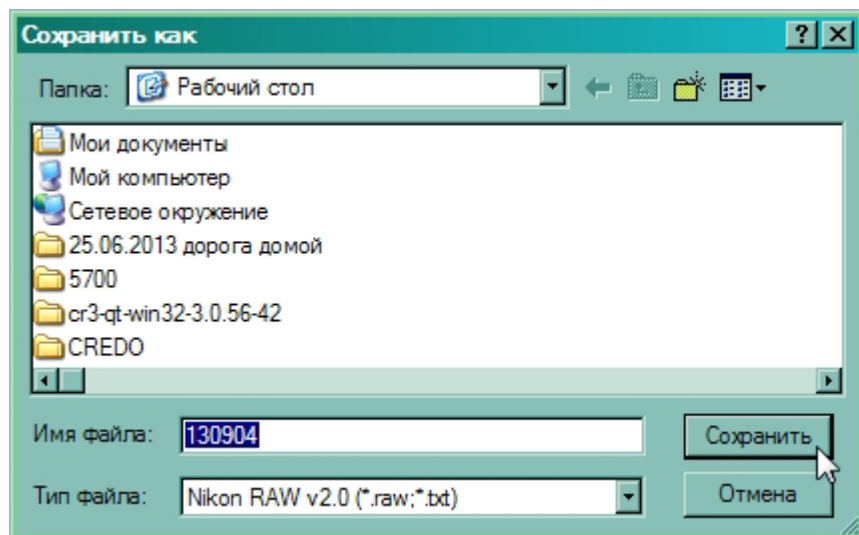 Сохранить как
Папка: Рабочий стол
Мои документы
Мой компьютер
Сетевое окружение
25.06.2013 дорога домой
5700
cr3-qt-win32-3.0.56-42
CREDO
Имя файла: 130904 Сохранить
Тип файла: Nikon RAW v2.0 (*.raw;*.txt) Отмена